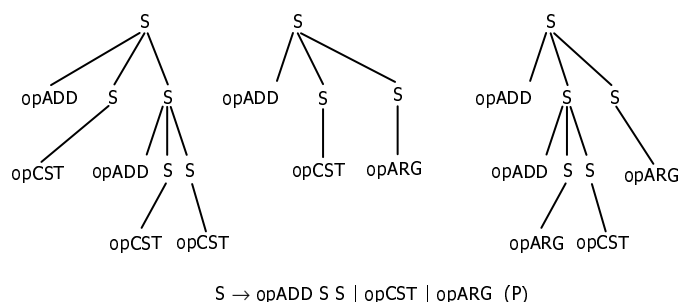 S S S
opADD S S opADD S S opADD S S
opCST opADD S S opCST opARG opADD S S opARG
opCST opCST opARG opCST
S → opADD S S | opCST | opARG (P)